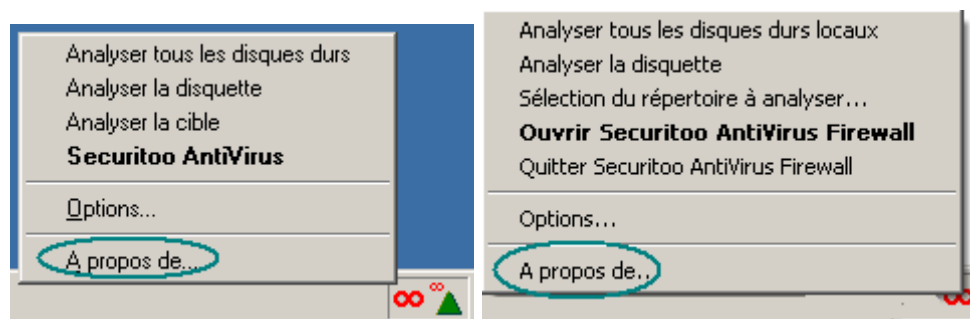 Analyser tous les disques durs
Analyser la disquette
Analyser la cible
Securitoo AntiVirus
Options...
A propos de...
Analyser tous les disques durs locaux
Analyser la disquette
Sélection du répertoire à analyser...
Ouvrir Securitoo AntiVirus Firewall
Quitter Securitoo AntiVirus Firewall
Options...
A propos de..